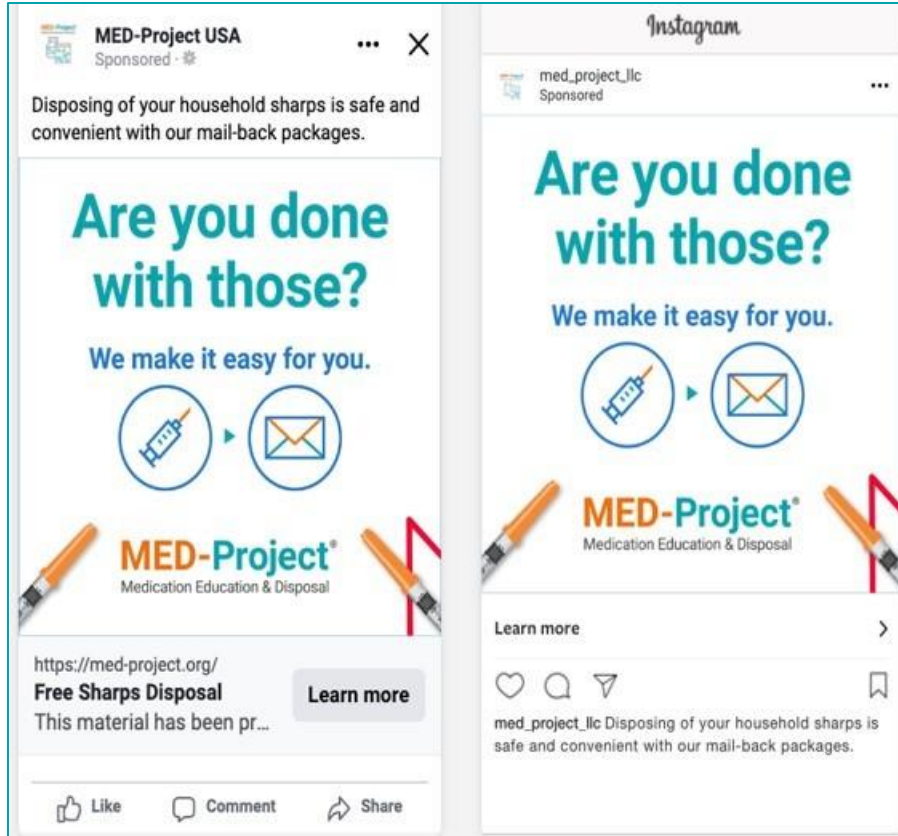 MED-Project USA
Sponsored ·
Disposing of your household sharps is safe and
convenient with our mail-back packages.
Are you done
with those?
We make it easy for you.
MED-Project®
Medication Education & Disposal
https://med-project.org/
Free Sharps Disposal
This material has been pr...
Learn more
Like
Comment
Share
Instagram
med_project_llc
Sponsored
Are you done
with those?
We make it easy for you.
MED-Project®
Medication Education & Disposal
Learn more
med_project_llc Disposing of your household sharps is
safe and convenient with our mail-back packages.